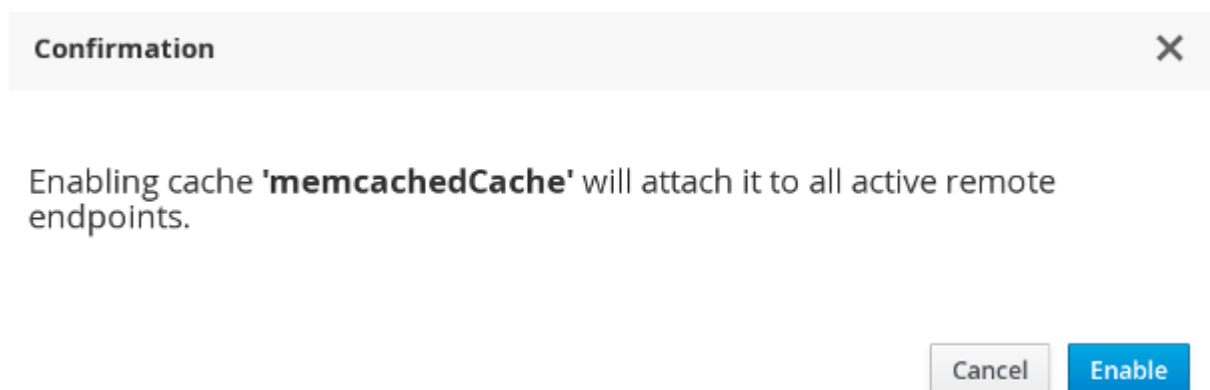 Confirmation
Enabling cache 'memcachedCache' will attach it to all active remote
endpoints.
Cancel Enable